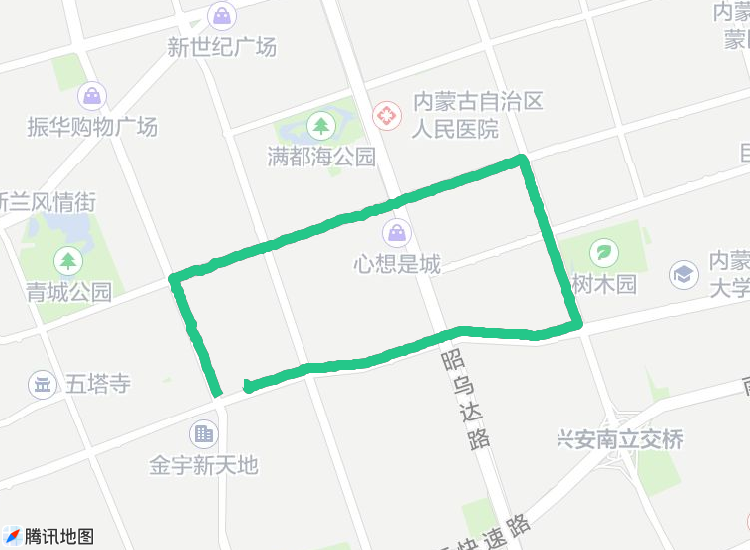 内蒙
新世纪广场
内蒙古自治区
人民医院
振华购物广场
满都海公园
兰风情街
心想是城
青城公园
树木园
内蒙
大学
五塔寺
昭乌达路
兴安南立交桥
金宇新天地
快速路
腾讯地图